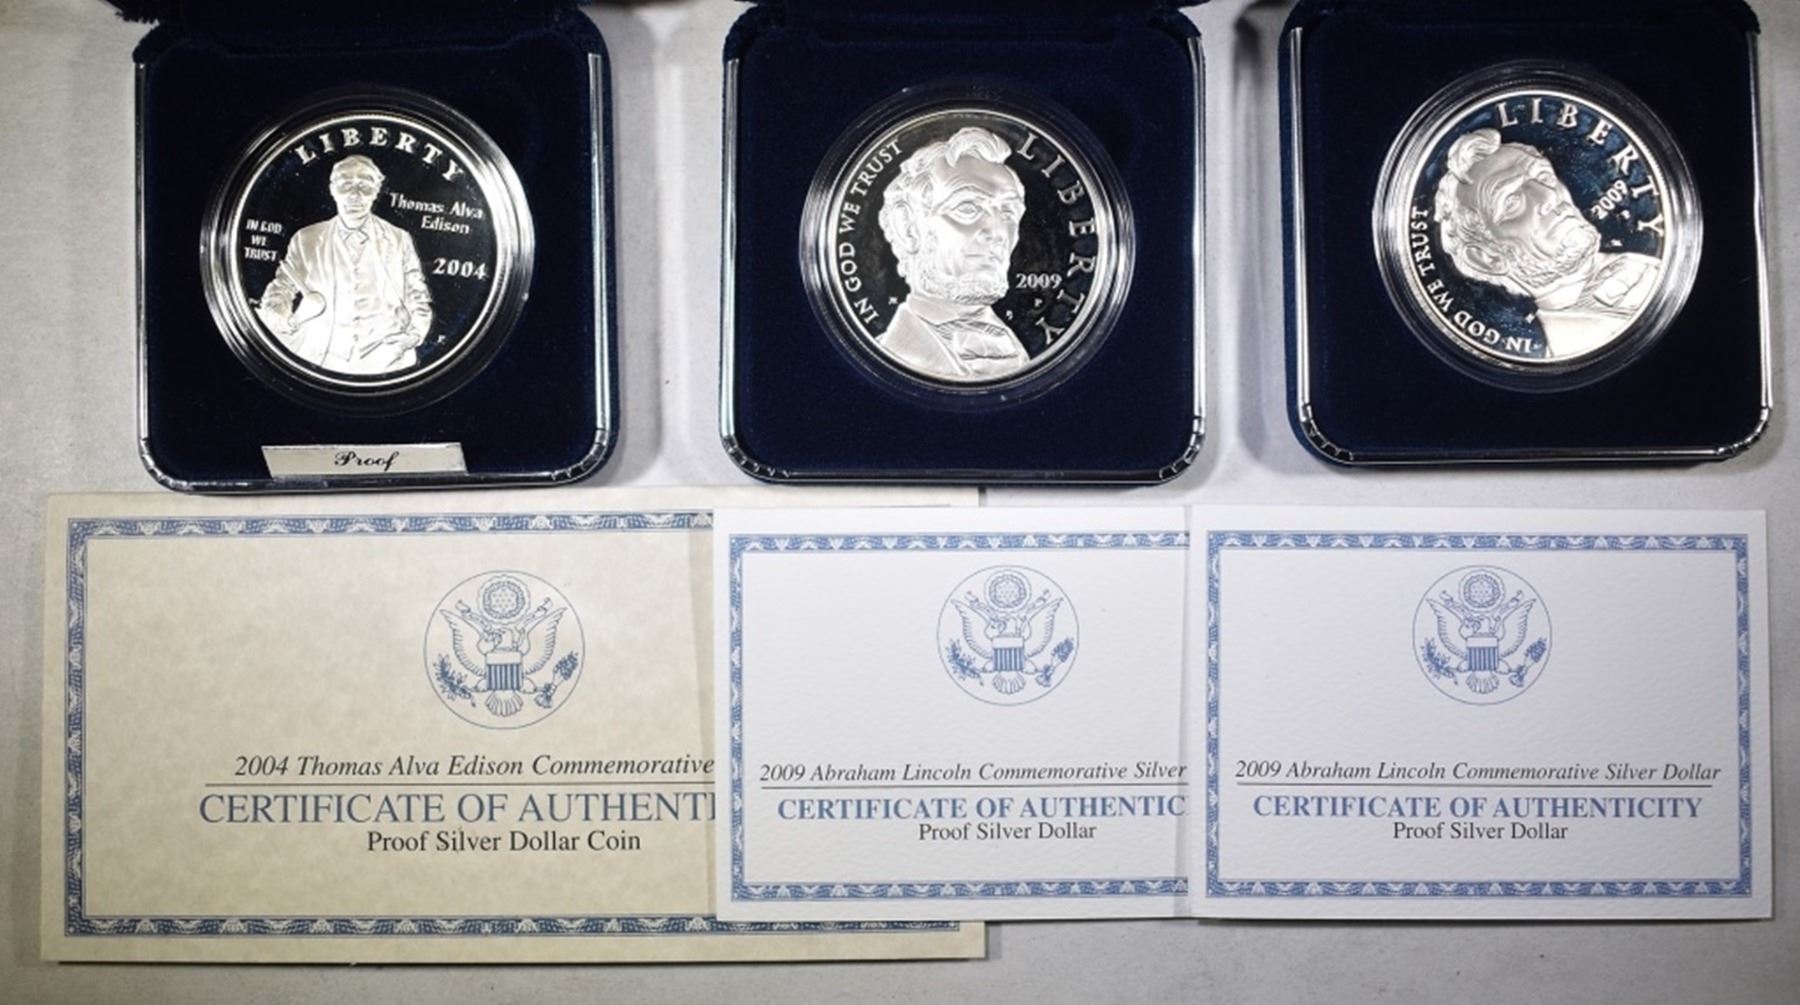 LIBERTY
Thomas Alva
Edison
IN GOD
WE
TRUST
2004
P
Proof
IN GOD WE TRUST
LIBERTY
2009
P
LIBERTY
2009
P
IN GOD WE TRUST
2004 Thomas Alva Edison Commemorative
CERTIFICATE OF AUTHENTI
Proof Silver Dollar Coin
2009 Abraham Lincoln Commemorative Silver
CERTIFICATE OF AUTHENTIC
Proof Silver Dollar
2009 Abraham Lincoln Commemorative Silver Dollar
CERTIFICATE OF AUTHENTICITY
Proof Silver Dollar